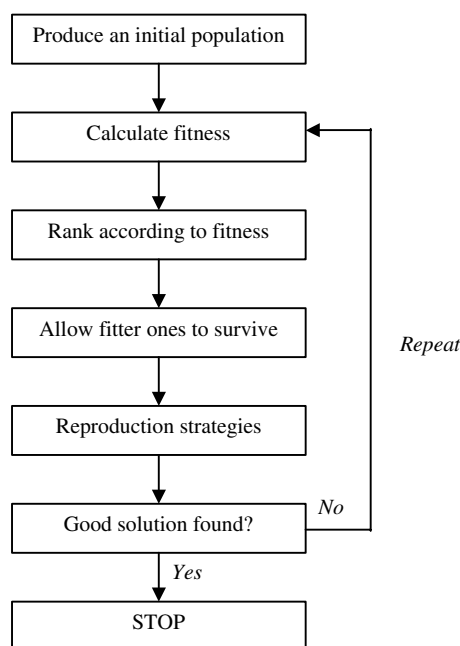 Produce an initial population
Calculate fitness
Rank according to fitness
Allow fitter ones to survive
Repeat
Reproduction strategies
Good solution found?
No
Yes
STOP